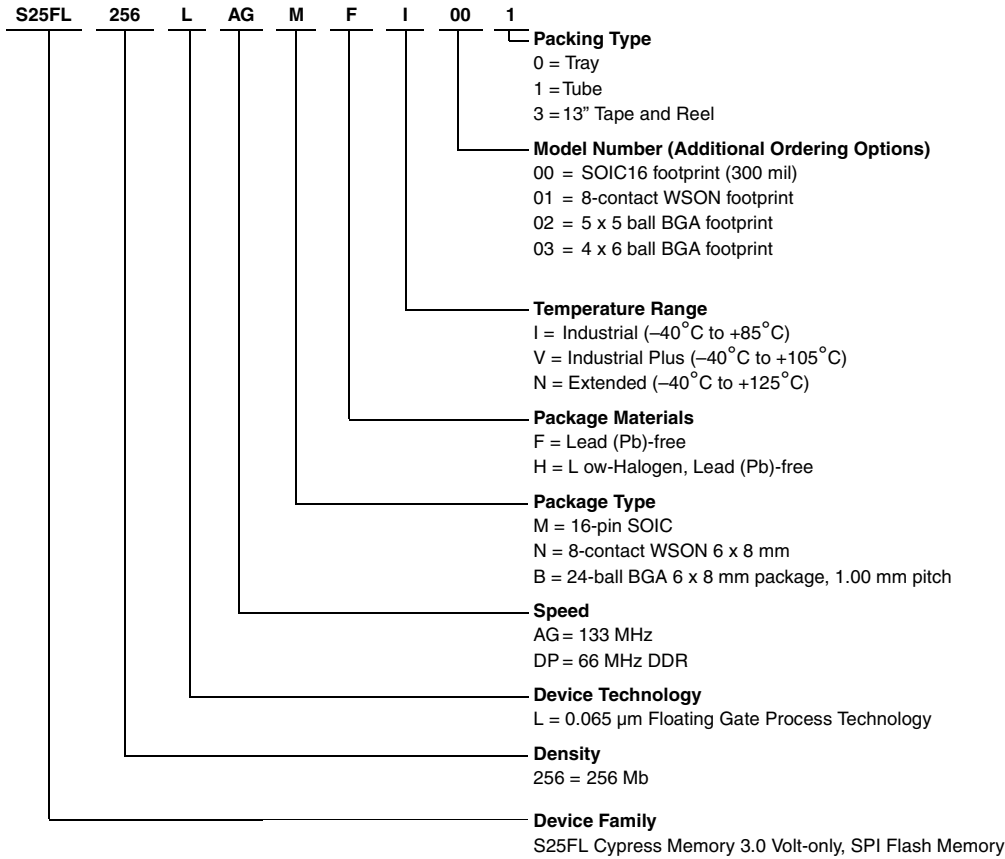 S25FL 256 L AG M F I 00 1
Packing Type
0 = Tray
1 = Tube
3 = 13” Tape and Reel
Model Number (Additional Ordering Options)
00 = SOIC16 footprint (300 mil)
01 = 8-contact WSON footprint
02 = 5 x 5 ball BGA footprint
03 = 4 x 6 ball BGA footprint
Temperature Range
I = Industrial (–40°C to +85°C)
V = Industrial Plus (–40°C to +105°C)
N = Extended (–40°C to +125°C)
Package Materials
F = Lead (Pb)-free
H = L ow-Halogen, Lead (Pb)-free
Package Type
M = 16-pin SOIC
N = 8-contact WSON 6 x 8 mm
B = 24-ball BGA 6 x 8 mm package, 1.00 mm pitch
Speed
AG = 133 MHz
DP = 66 MHz DDR
Device Technology
L = 0.065 µm Floating Gate Process Technology
Density
256 = 256 Mb
Device Family
S25FL Cypress Memory 3.0 Volt-only, SPI Flash Memory